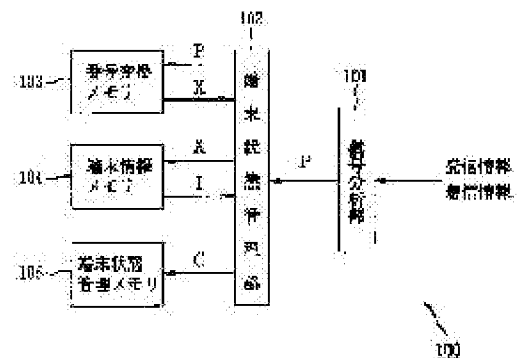 102
103
番号変換
メモリ
P
X
端末状態管理部
101
番号分析部
P
発信情報
着信情報
104
端末情報
メモリ
X
I
105
端末状態
管理メモリ
C
100